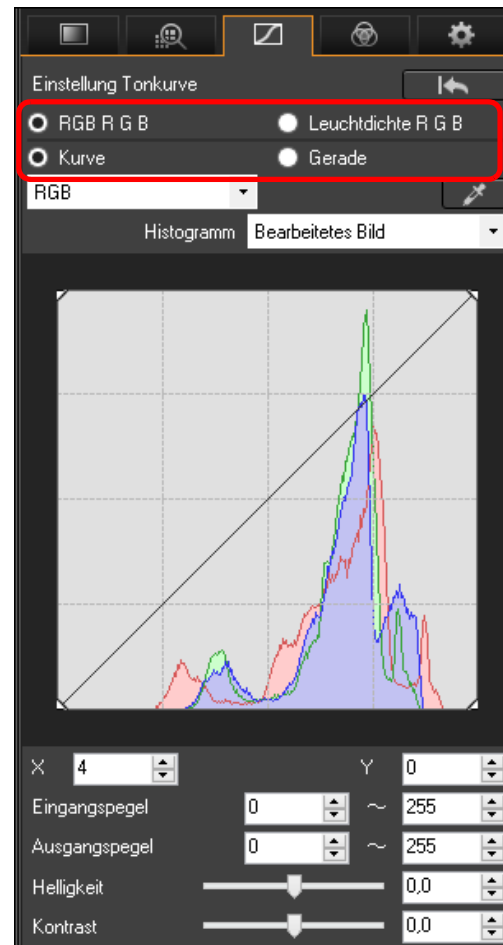 Einstellung Tonkurve
RGB R G B Leuchtdichte R G B
Kurve Gerade
RGB
Histogramm Bearbeitetes Bild
X 4 Y 0
Eingangspegel 0 ~ 255
Ausgangspegel 0 ~ 255
Helligkeit 0,0
Kontrast 0,0